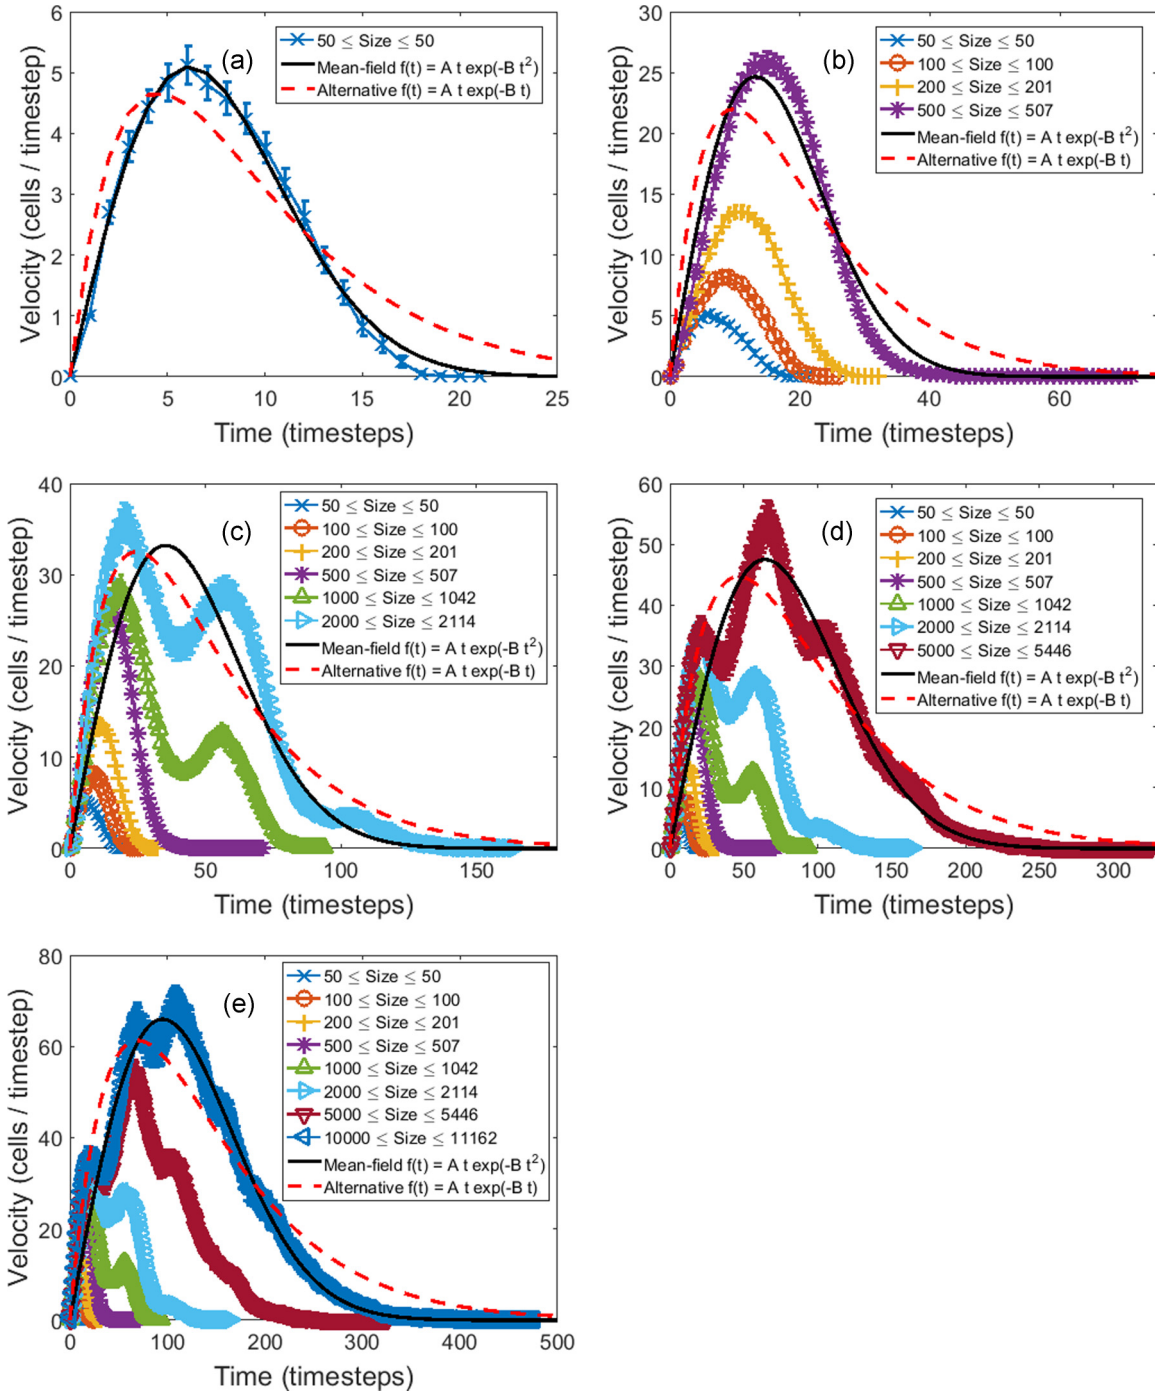 (a)
50 ≤ Size ≤ 50
Mean-field f(t) = A t exp(-B t²)
Alternative f(t) = A t exp(-B t)
Velocity (cells / timestep)
6
5
4
3
2
1
0
0 5 10 15 20 25
Time (timesteps)
(b)
50 ≤ Size ≤ 50
100 ≤ Size ≤ 100
200 ≤ Size ≤ 201
500 ≤ Size ≤ 507
Mean-field f(t) = A t exp(-B t²)
Alternative f(t) = A t exp(-B t)
Velocity (cells / timestep)
30
25
20
15
10
5
0
0 20 40 60
Time (timesteps)
(c)
50 ≤ Size ≤ 50
100 ≤ Size ≤ 100
200 ≤ Size ≤ 201
500 ≤ Size ≤ 507
1000 ≤ Size ≤ 1042
2000 ≤ Size ≤ 2114
Mean-field f(t) = A t exp(-B t²)
Alternative f(t) = A t exp(-B t)
Velocity (cells / timestep)
40
30
20
10
0
0 50 100 150
Time (timesteps)
(d)
50 ≤ Size ≤ 50
100 ≤ Size ≤ 100
200 ≤ Size ≤ 201
500 ≤ Size ≤ 507
1000 ≤ Size ≤ 1042
2000 ≤ Size ≤ 2114
5000 ≤ Size ≤ 5446
Mean-field f(t) = A t exp(-B t²)
Alternative f(t) = A t exp(-B t)
Velocity (cells / timestep)
60
50
40
30
20
10
0
0 50 100 150 200 250 300
Time (timesteps)
(e)
50 ≤ Size ≤ 50
100 ≤ Size ≤ 100
200 ≤ Size ≤ 201
500 ≤ Size ≤ 507
1000 ≤ Size ≤ 1042
2000 ≤ Size ≤ 2114
5000 ≤ Size ≤ 5446
10000 ≤ Size ≤ 11162
Mean-field f(t) = A t exp(-B t²)
Alternative f(t) = A t exp(-B t)
Velocity (cells / timestep)
80
60
40
20
0
0 100 200 300 400 500
Time (timesteps)